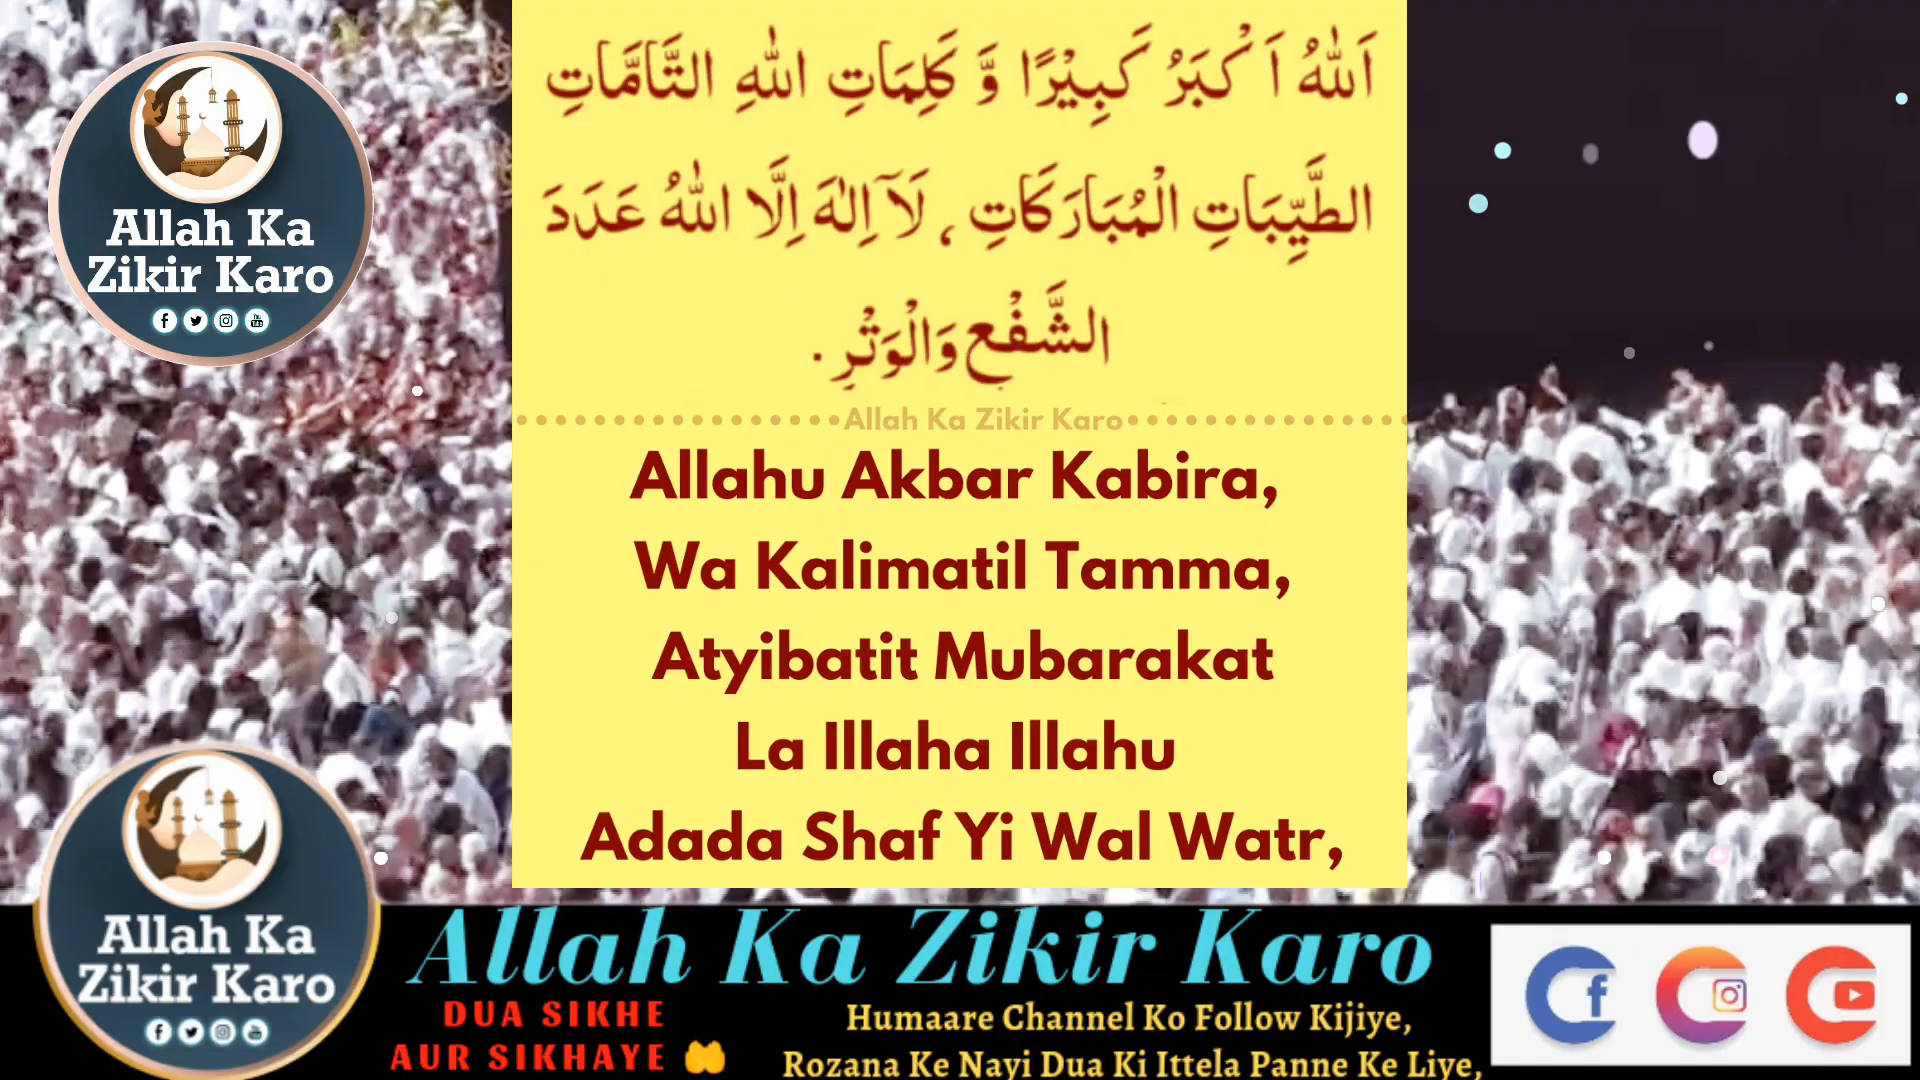 اَللّٰهُ اَكْبَرُ كَبِيْرًا وَّ كَلِمَاتِ اللّٰهِ التَّامَّاتِ
الطَّيِّبَاتِ الْمُبَارَكَاتِ ، لَآ اِلٰهَ اِلَّا اللّٰهُ عَدَدَ
الشَّفْعِ وَالْوَتْرِ .
Allah Ka Zikir Karo
Allahu Akbar Kabira,
Wa Kalimatil Tamma,
Atyibatit Mubarakat
La Illaha Illahu
Adada Shaf Yi Wal Watr,
Allah Ka
Zikir Karo
Allah Ka
Zikir Karo
Allah Ka Zikir Karo
DUA SIKHE
AUR SIKHAYE 🤲
Humaare Channel Ko Follow Kijiye,
Rozana Ke Nayi Dua Ki Ittela Panne Ke Liye,